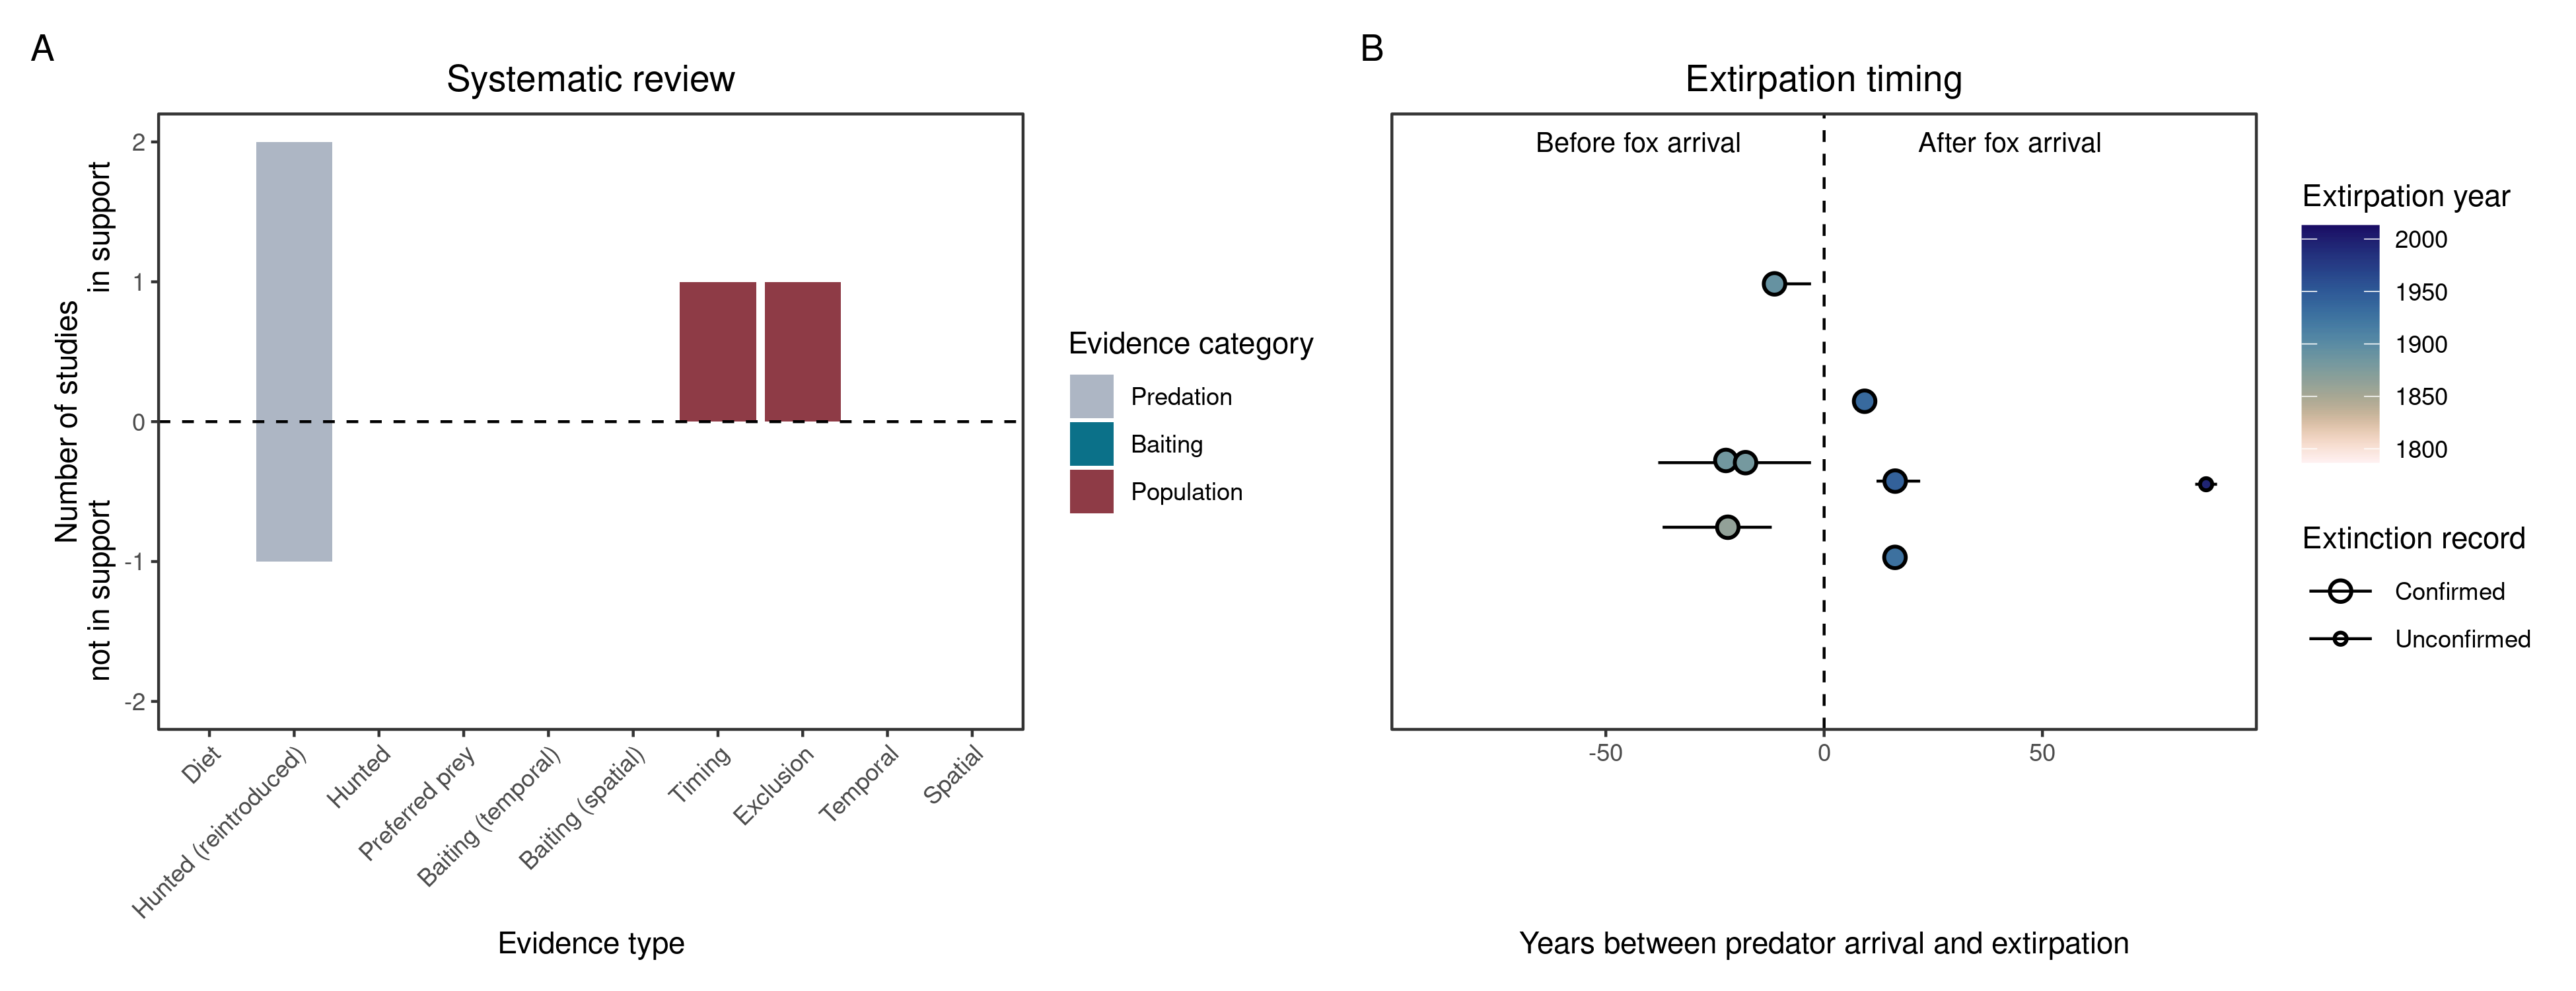 A
Systematic review
Number of studies
not in support
in support
2
1
0
-1
-2
Diet
Hunted (reintroduced)
Hunted
Preferred prey
Baiting (temporal)
Baiting (spatial)
Timing
Exclusion
Temporal
Spatial
Evidence type
Evidence category
Predation
Baiting
Population
B
Extirpation timing
Before fox arrival
After fox arrival
-50
0
50
Years between predator arrival and extirpation
Extirpation year
2000
1950
1900
1850
1800
Extinction record
Confirmed
Unconfirmed